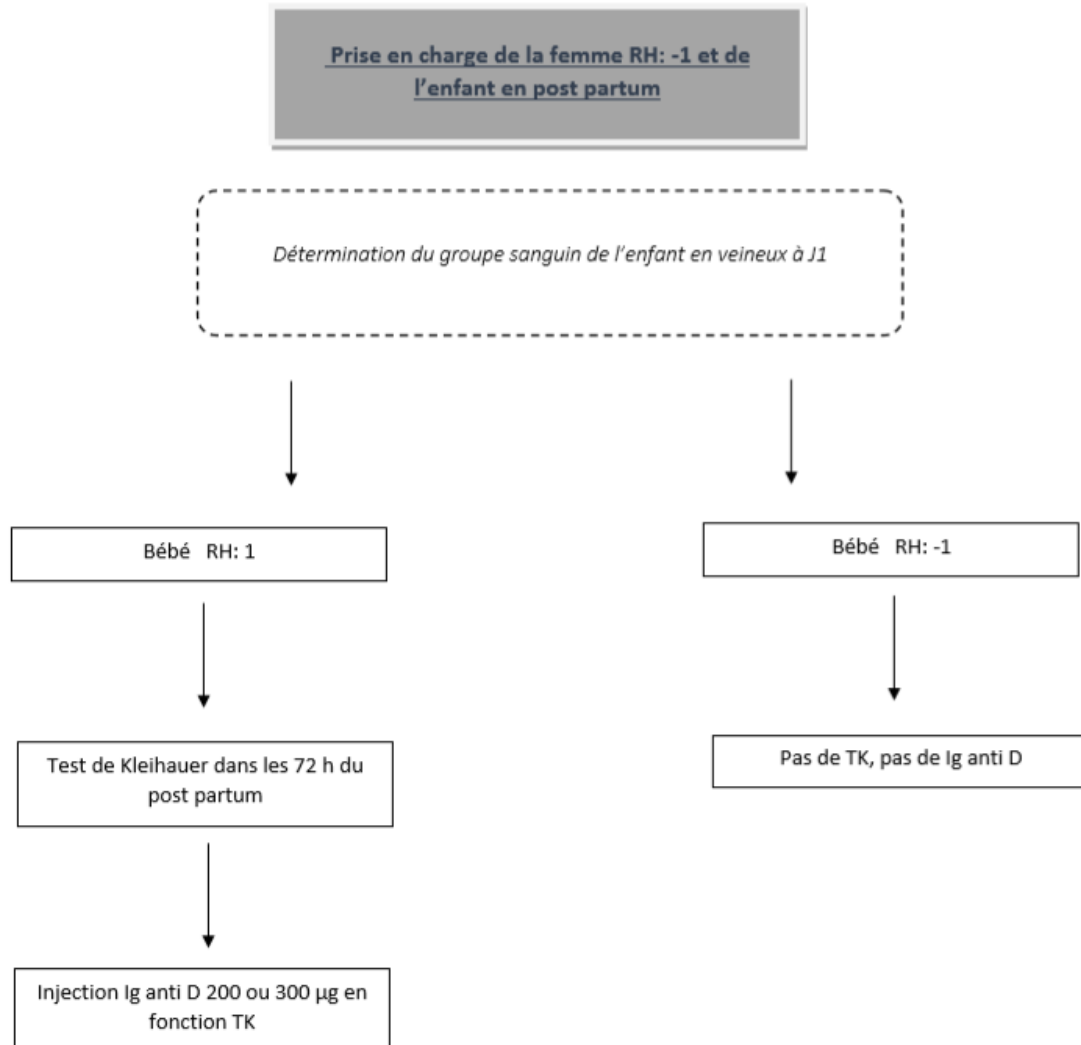 Prise en charge de la femme RH: -1 et de
l'enfant en post partum
Détermination du groupe sanguin de l'enfant en veineux à J1
Bébé RH: 1
Bébé RH: -1
Test de Kleihauer dans les 72 h du
post partum
Pas de TK, pas de Ig anti D
Injection Ig anti D 200 ou 300 µg en
fonction TK